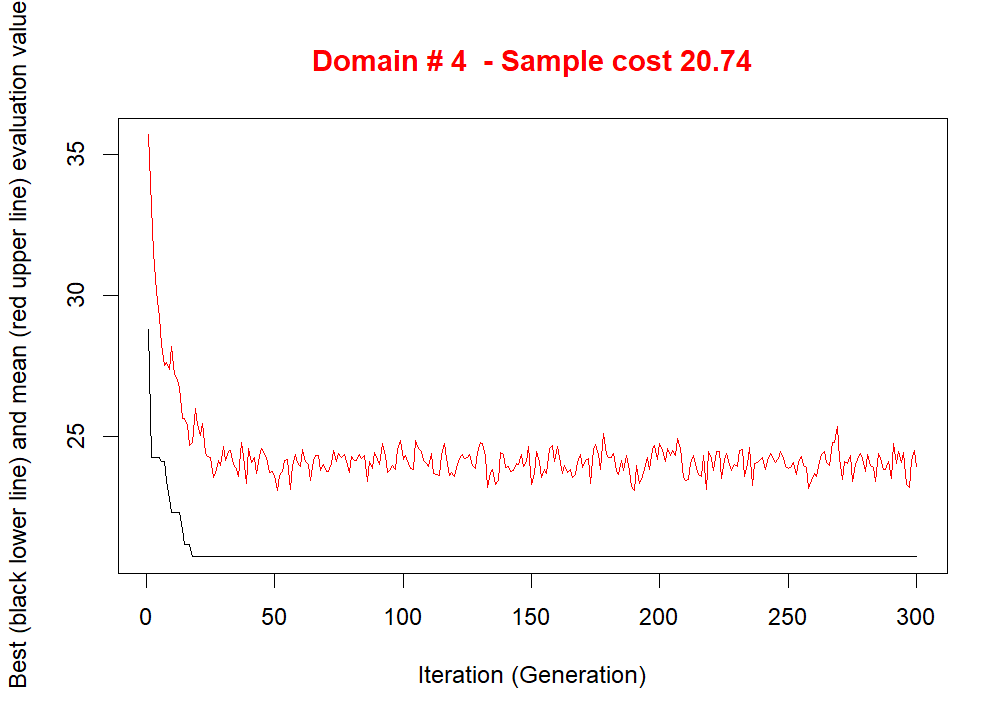 Domain # 4  - Sample cost 20.74
Best (black lower line) and mean (red upper line) evaluation value
35
30
25
0 50 100 150 200 250 300
Iteration (Generation)